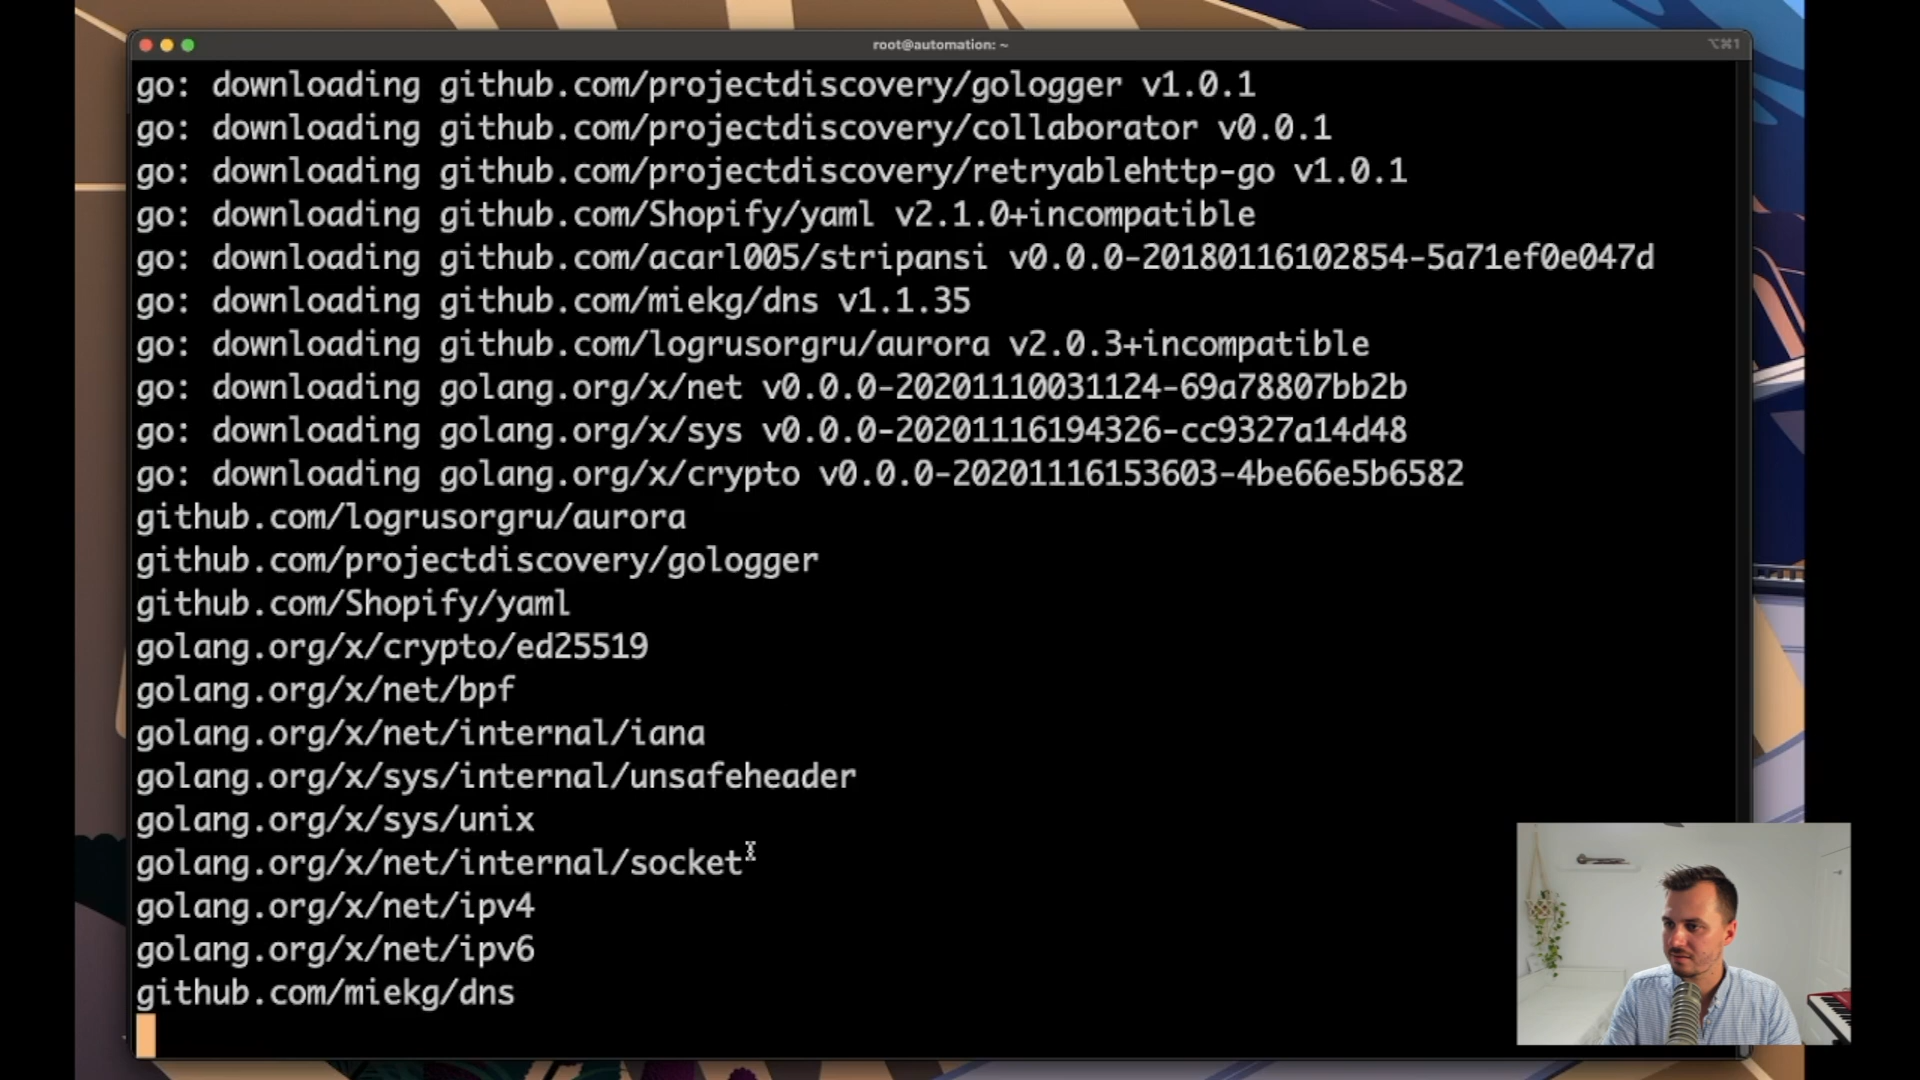 root@automation: ~
⌥⌘1
go: downloading github.com/projectdiscovery/gologger v1.0.1
go: downloading github.com/projectdiscovery/collaborator v0.0.1
go: downloading github.com/projectdiscovery/retryablehttp-go v1.0.1
go: downloading github.com/Shopify/yaml v2.1.0+incompatible
go: downloading github.com/acarl005/stripansi v0.0.0-20180116102854-5a71ef0e047d
go: downloading github.com/miekg/dns v1.1.35
go: downloading github.com/logrusorgru/aurora v2.0.3+incompatible
go: downloading golang.org/x/net v0.0.0-20201110031124-69a78807bb2b
go: downloading golang.org/x/sys v0.0.0-20201116194326-cc9327a14d48
go: downloading golang.org/x/crypto v0.0.0-20201116153603-4be66e5b6582
github.com/logrusorgru/aurora
github.com/projectdiscovery/gologger
github.com/Shopify/yaml
golang.org/x/crypto/ed25519
golang.org/x/net/bpf
golang.org/x/net/internal/iana
golang.org/x/sys/internal/unsafeheader
golang.org/x/sys/unix
golang.org/x/net/internal/socket
golang.org/x/net/ipv4
golang.org/x/net/ipv6
github.com/miekg/dns